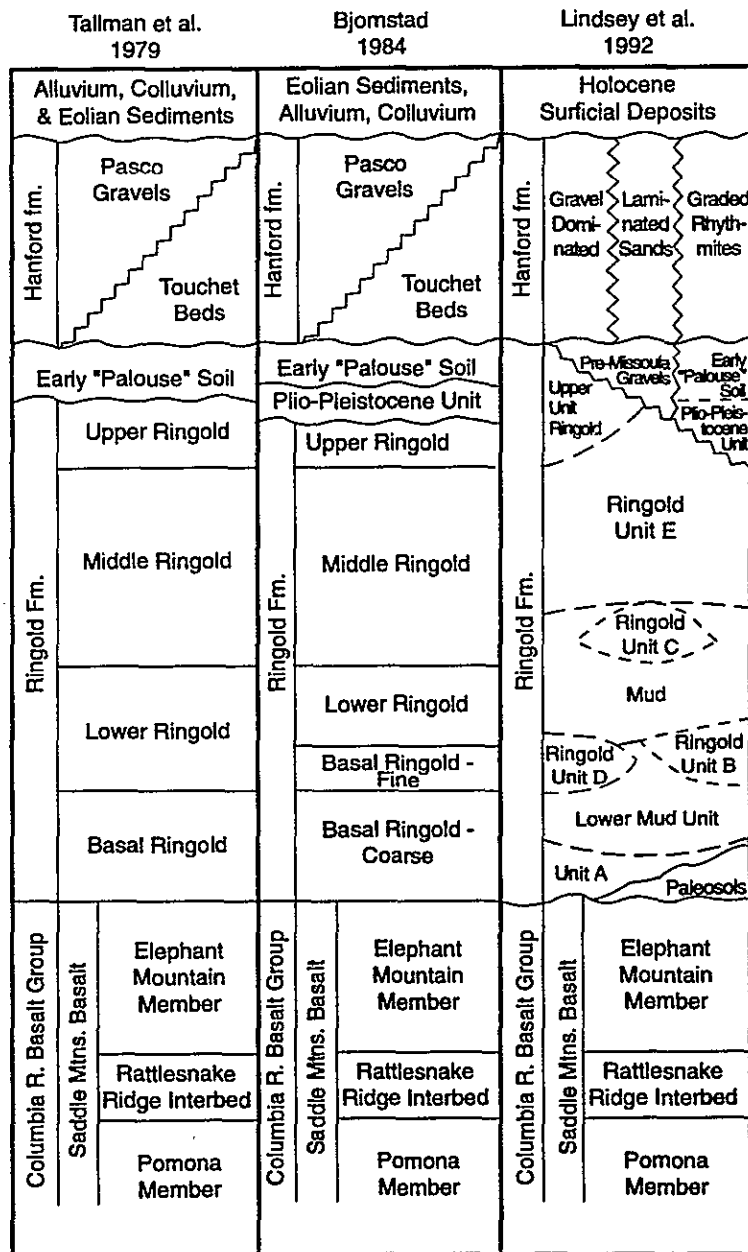 Tallman et al.
1979
Alluvium, Colluvium,
& Eolian Sediments
Hanford fm.
Pasco
Gravels
Touchet
Beds
Early "Palouse" Soil
Ringold Fm.
Upper Ringold
Middle Ringold
Lower Ringold
Basal Ringold
Columbia R. Basalt Group
Saddle Mtns. Basalt
Elephant
Mountain
Member
Rattlesnake
Ridge Interbed
Pomona
Member
Bjornstad
1984
Eolian Sediments,
Alluvium, Colluvium
Hanford fm.
Pasco
Gravels
Touchet
Beds
Early "Palouse" Soil
Plio-Pleistocene Unit
Ringold Fm.
Upper Ringold
Middle Ringold
Lower Ringold
Basal Ringold -
Fine
Basal Ringold -
Coarse
Columbia R. Basalt Group
Saddle Mtns. Basalt
Elephant
Mountain
Member
Rattlesnake
Ridge Interbed
Pomona
Member
Lindsey et al.
1992
Holocene
Surficial Deposits
Hanford fm.
Gravel
Domi-
nated
Lami-
nated
Sands
Graded
Rhyth-
mites
Pre-Missoula
Gravels
Early
"Palouse"
Soil
Plio-Pleis-
tocene
Unit
Ringold Fm.
Upper
Unit
Ringold
Ringold
Unit E
Ringold
Unit C
Mud
Ringold
Unit D
Ringold
Unit B
Lower Mud Unit
Unit A
Paleosols
Columbia R. Basalt Group
Saddle Mtns. Basalt
Elephant
Mountain
Member
Rattlesnake
Ridge Interbed
Pomona
Member